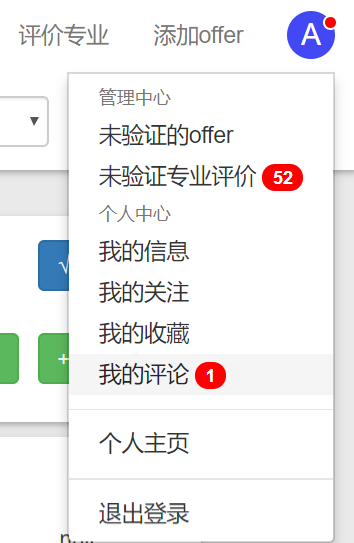 评价专业 添加offer A
管理中心
未验证的offer
未验证专业评价 52
个人中心
我的信息
我的关注
√
我的收藏
+
我的评论 1
个人主页
退出登录